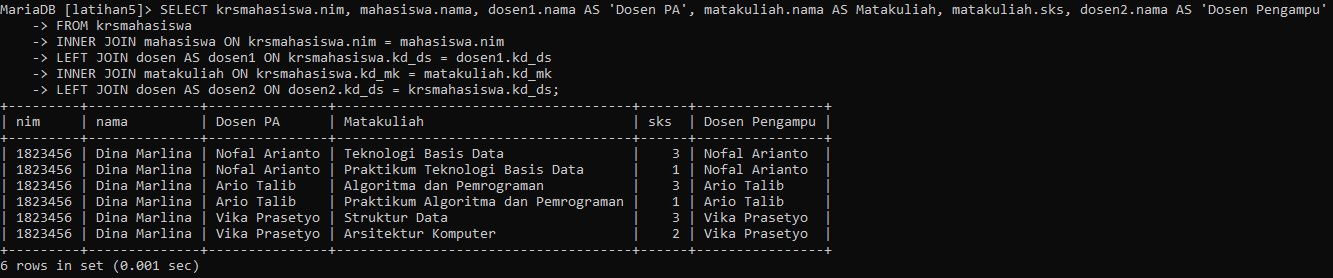 MariaDB [latihan5]> SELECT krsmahasiswa.nim, mahasiswa.nama, dosen1.nama AS 'Dosen PA', matakuliah.nama AS Matakuliah, matakuliah.sks, dosen2.nama AS 'Dosen Pengampu'
    -> FROM krsmahasiswa
    -> INNER JOIN mahasiswa ON krsmahasiswa.nim = mahasiswa.nim
    -> LEFT JOIN dosen AS dosen1 ON krsmahasiswa.kd_ds = dosen1.kd_ds
    -> INNER JOIN matakuliah ON krsmahasiswa.kd_mk = matakuliah.kd_mk
    -> LEFT JOIN dosen AS dosen2 ON dosen2.kd_ds = krsmahasiswa.kd_ds;
+---------+--------------+----------------+------------------------------------+------+----------------+
| nim     | nama         | Dosen PA       | Matakuliah                         | sks  | Dosen Pengampu |
+---------+--------------+----------------+------------------------------------+------+----------------+
| 1823456 | Dina Marlina | Nofal Arianto | Teknologi Basis Data               |    3 | Nofal Arianto  |
| 1823456 | Dina Marlina | Nofal Arianto | Praktikum Teknologi Basis Data     |    1 | Nofal Arianto  |
| 1823456 | Dina Marlina | Ario Talib    | Algoritma dan Pemrograman          |    3 | Ario Talib     |
| 1823456 | Dina Marlina | Ario Talib    | Praktikum Algoritma dan Pemrograman |    1 | Ario Talib     |
| 1823456 | Dina Marlina | Vika Prasetyo | Struktur Data                      |    3 | Vika Prasetyo  |
| 1823456 | Dina Marlina | Vika Prasetyo | Arsitektur Komputer                |    2 | Vika Prasetyo  |
+---------+--------------+----------------+------------------------------------+------+----------------+
6 rows in set (0.001 sec)